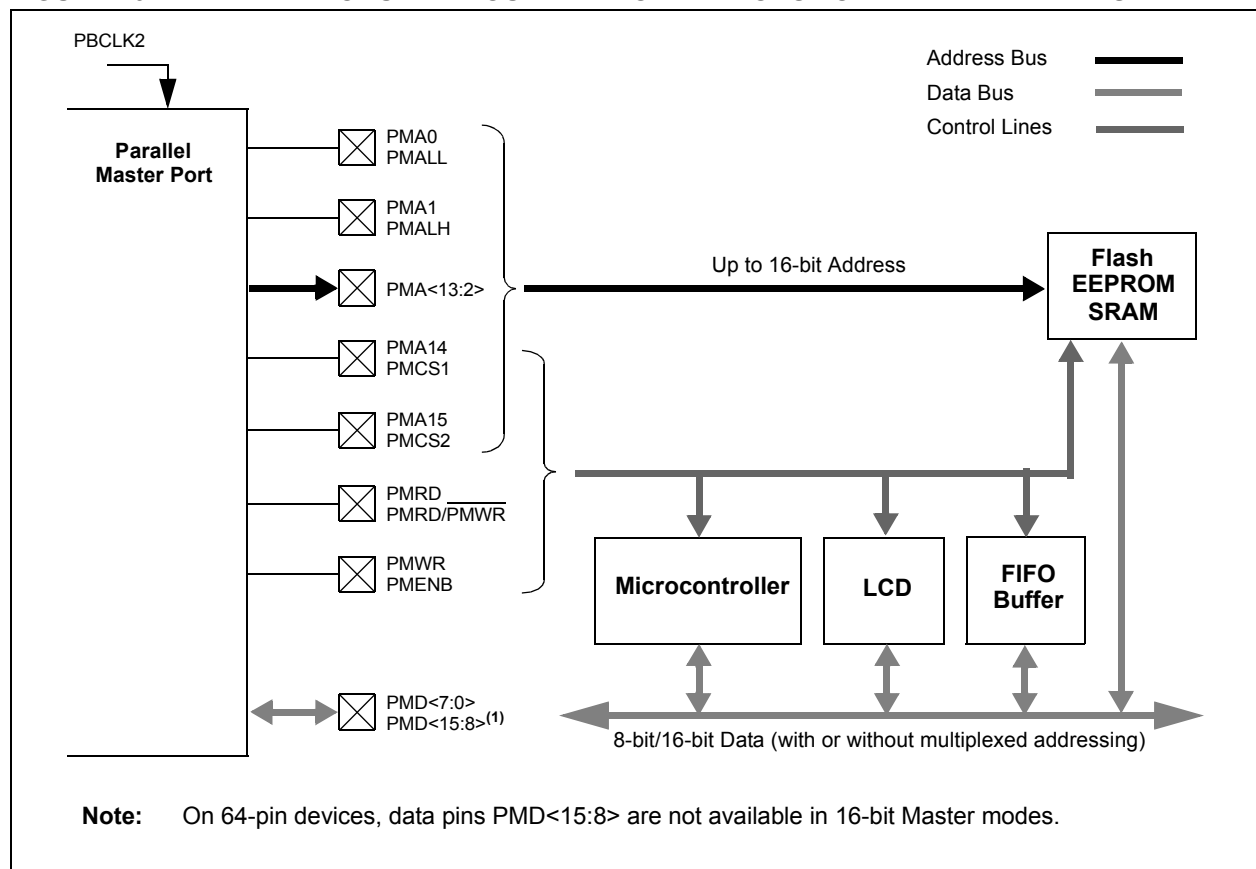 PBCLK2
Address Bus
Data Bus
Control Lines
Parallel
Master Port
PMA0
PMALL
PMA1
PMALH
PMA<13:2>
PMA14
PMCS1
PMA15
PMCS2
PMRD
PMRD/PMWR
PMWR
PMENB
PMD<7:0>
PMD<15:8>(1)
Up to 16-bit Address
Flash
EEPROM
SRAM
Microcontroller
LCD
FIFO
Buffer
8-bit/16-bit Data (with or without multiplexed addressing)
Note: On 64-pin devices, data pins PMD<15:8> are not available in 16-bit Master modes.